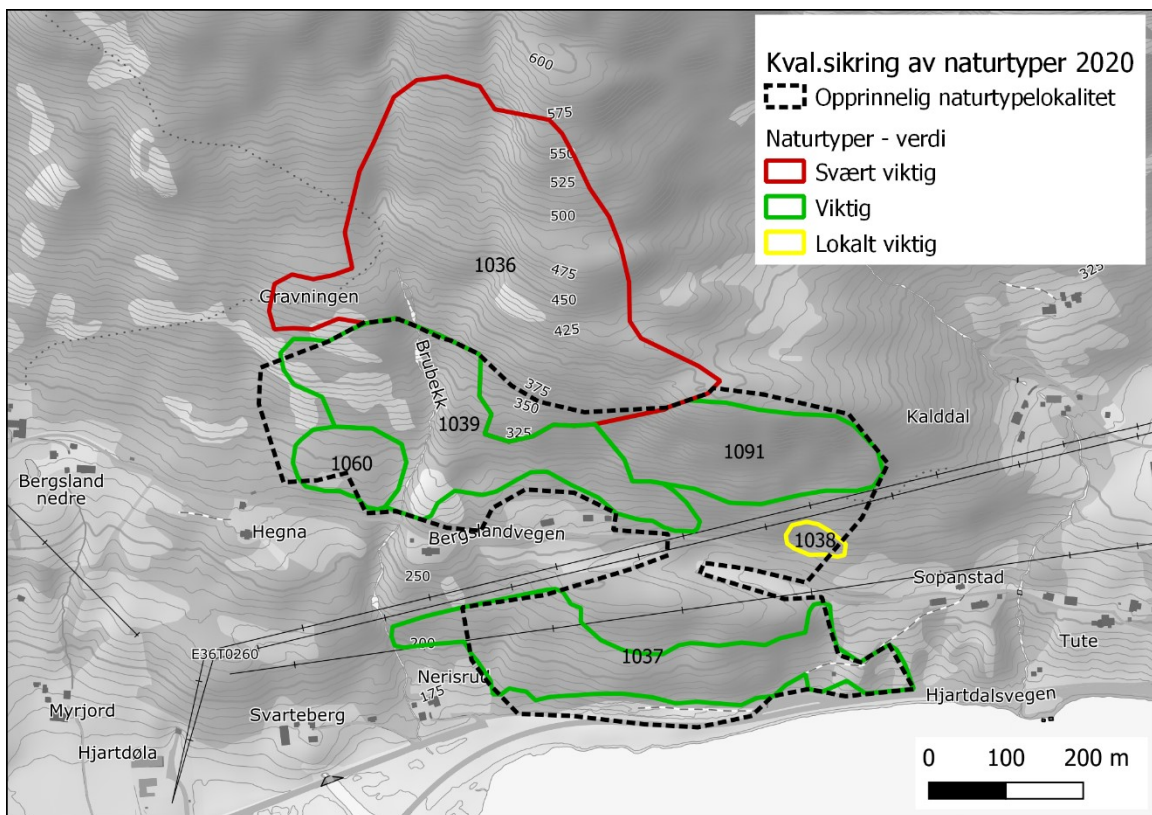 Kval.sikring av naturtyper 2020
Opprinnelig naturtypelokalitet
Naturtyper - verdi
Svært viktig
Viktig
Lokalt viktig
600
575
550
525
500
475
450
425
1036
Gravningen
325
Brubekk
375
350
325
1039
1091
1060
Kalddal
Bergsland
nedre
Hegna
Bergslandvegen
1038
250
Sopanstad
200
E36T0260
1037
Tute
Nerisrud
175
Hjartdalsvegen
Myrjord
Svarteberg
Hjartdøla
0 100 200 m